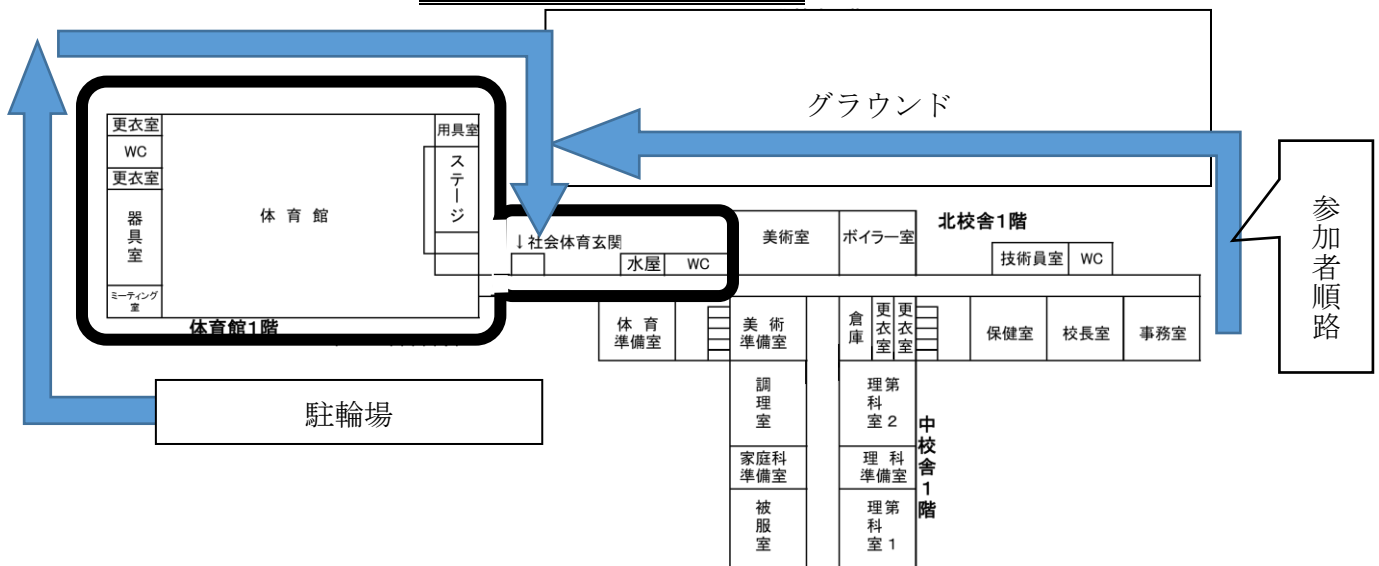 グラウンド
更衣室
WC
更衣室
器具室
ミーティング
室
体 育 館
用具室
ステージ
体育館1階
↓社会体育玄関
水屋
WC
美術室
ボイラー室
北校舎1階
技術員室
WC
参加者順路
体 育
準備室
美 術
準備室
倉庫
更衣室
更衣室
保健室
校長室
事務室
駐輪場
調理室
第
理科室2
家庭科
準備室
理 科
準備室
中校舎1階
被服室
第
理科室1